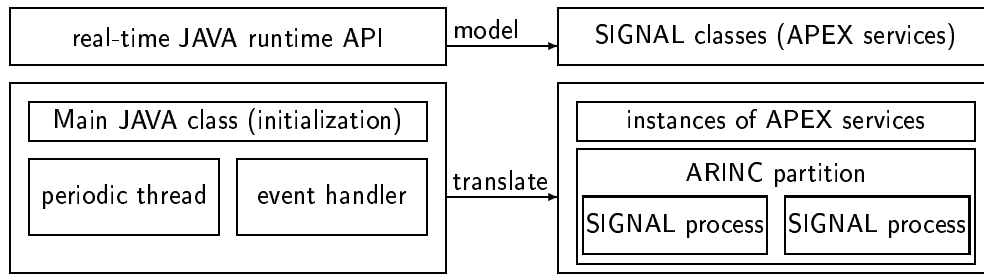 real-time JAVA runtime API
model
SIGNAL classes (APEX services)
Main JAVA class (initialization)
periodic thread
event handler
translate
instances of APEX services
ARINC partition
SIGNAL process
SIGNAL process